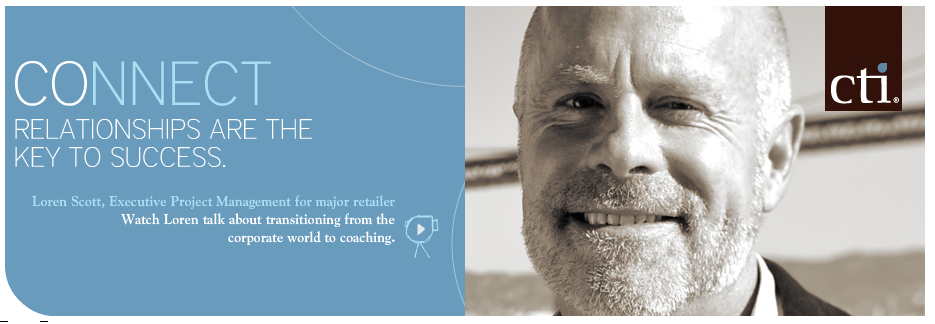 CONNECT
RELATIONSHIPS ARE THE
KEY TO SUCCESS.
Loren Scott, Executive Project Management for major retailer
Watch Loren talk about transitioning from the
corporate world to coaching.
cti®